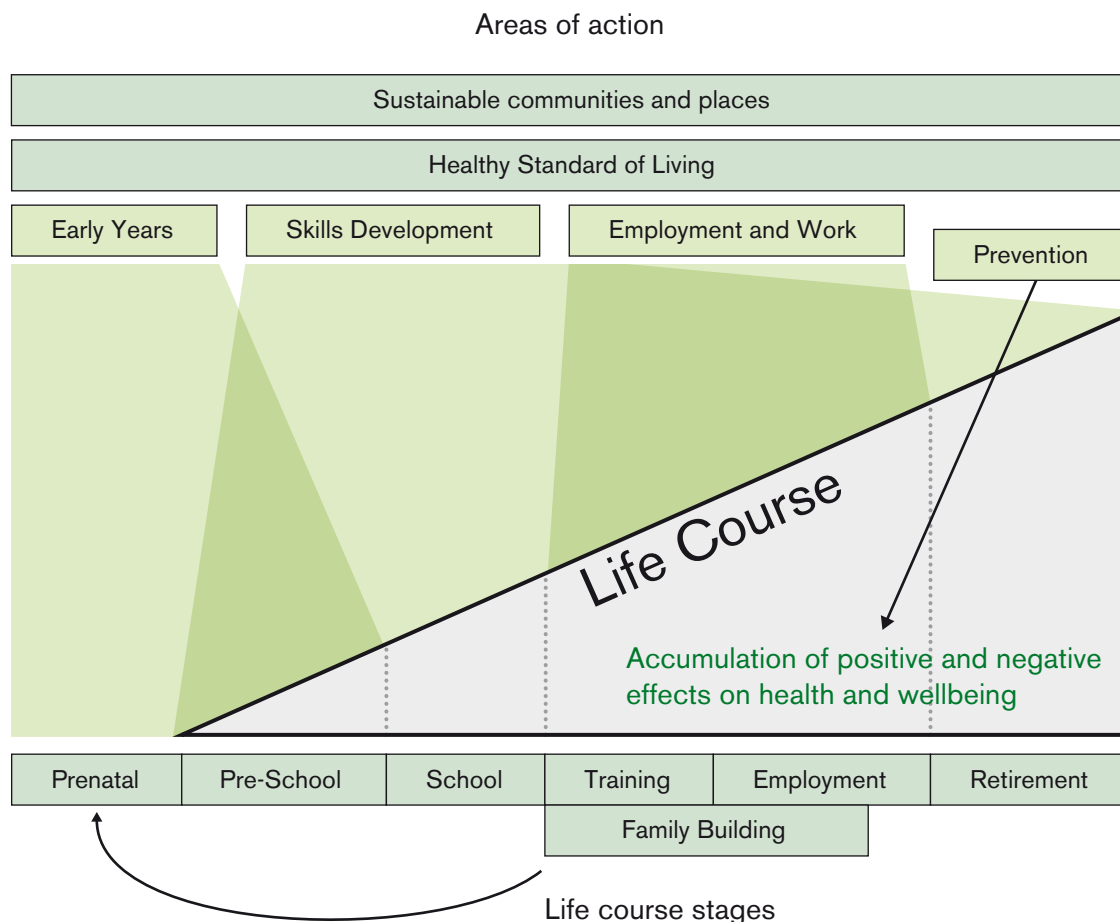 Areas of action
Sustainable communities and places
Healthy Standard of Living
Early Years
Skills Development
Employment and Work
Prevention
Life Course
Accumulation of positive and negative
effects on health and wellbeing
Prenatal
Pre-School
School
Training
Employment
Retirement
Family Building
Life course stages